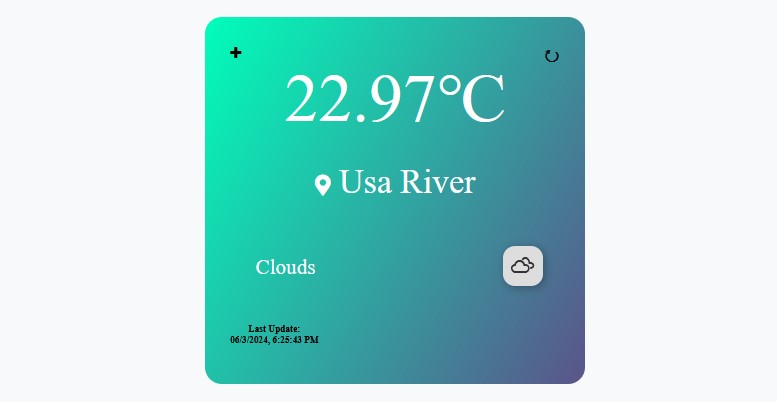 22.97°C
Usa River
Clouds
Last Update:
06/3/2024, 6:25:43 PM